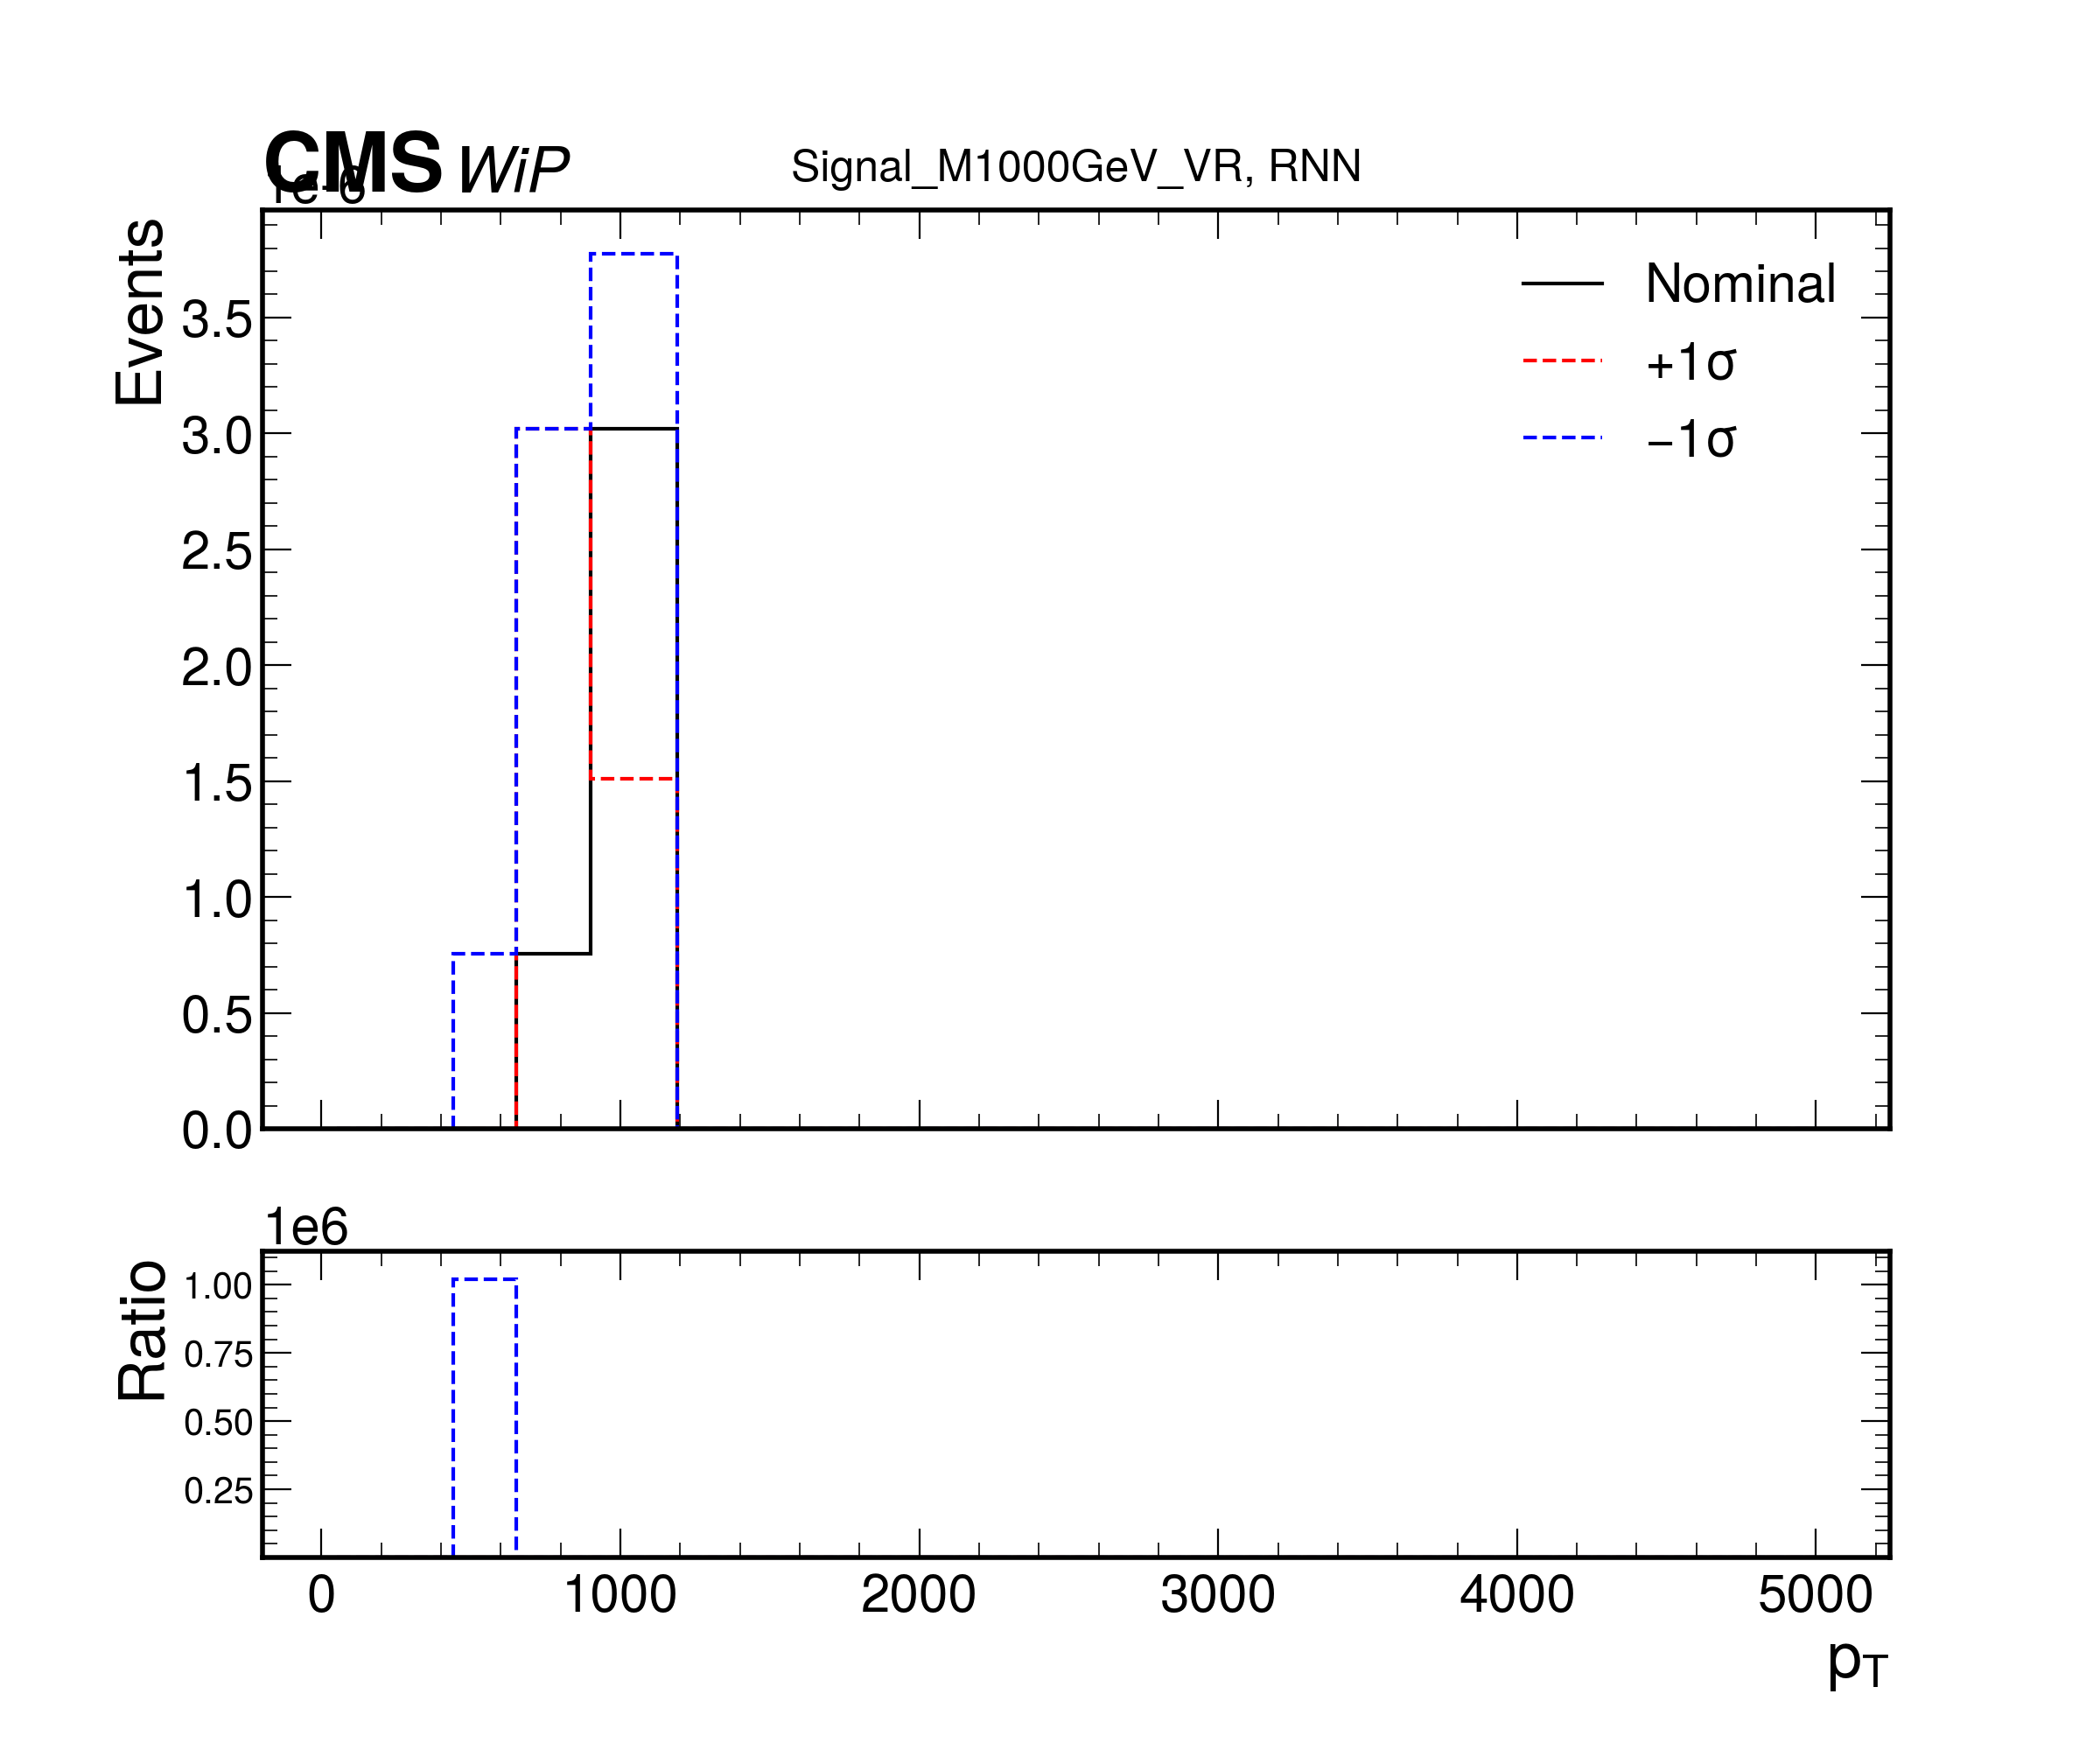 CMS WiP
Signal_M1000GeV_VR, RNN
Events
3.5
3.0
2.5
2.0
1.5
1.0
0.5
0.0
Nominal
+1σ
−1σ
1e6
Ratio
1.00
0.75
0.50
0.25
0 1000 2000 3000 4000 5000
pT